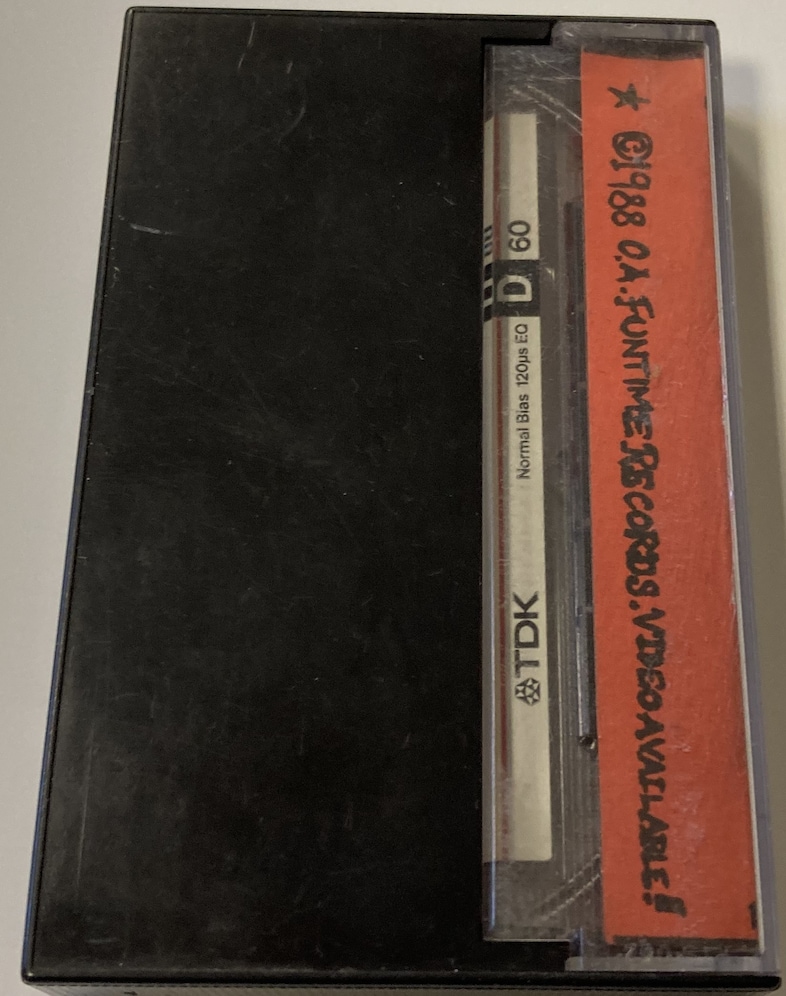 ★ ©1988 O.A. FUNTIME RECORDS. VIDEO AVAILABLE!
TDK Normal Bias 120µs EQ D 60